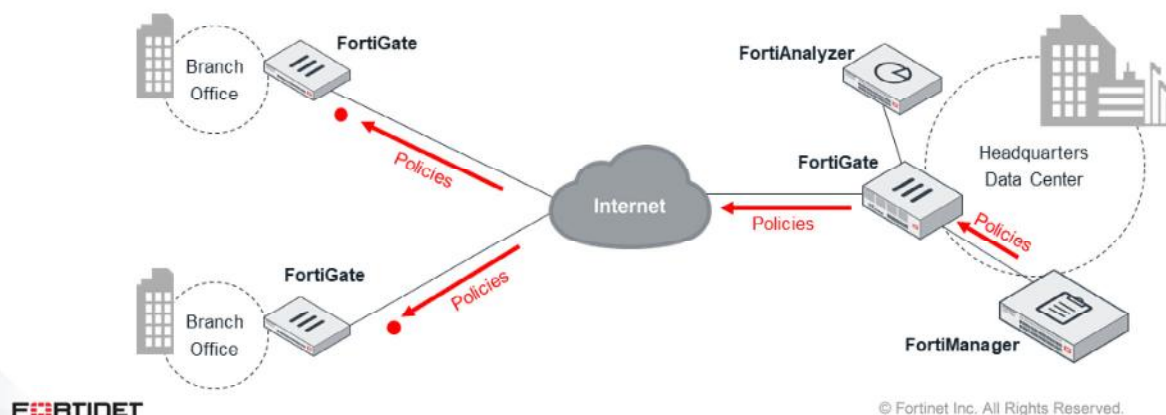 FortiGate
Branch
Office
Policies
FortiAnalyzer
FortiGate
Headquarters
Data Center
Internet
Policies
Policies
FortiGate
Policies
Branch
Office
FortiManager
FORTINET
© Fortinet Inc. All Rights Reserved.